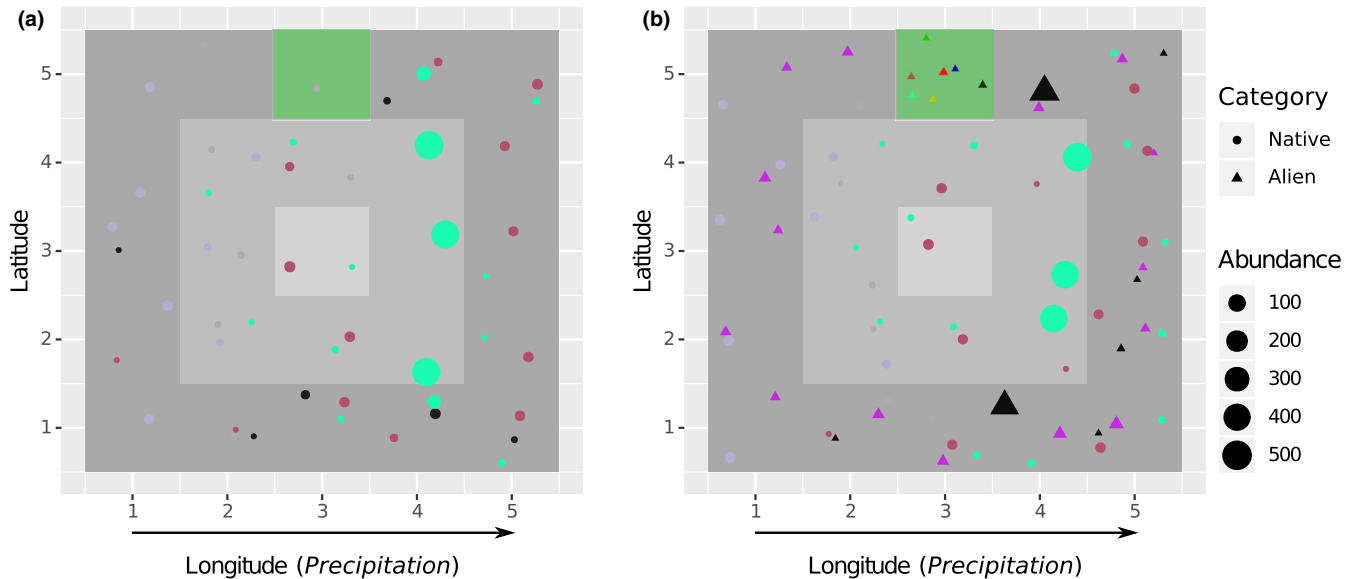 (a)
Latitude
5
4
3
2
1
1 2 3 4 5
Longitude (Precipitation)
(b)
Latitude
5
4
3
2
1
1 2 3 4 5
Longitude (Precipitation)
Category
Native
Alien
Abundance
100
200
300
400
500